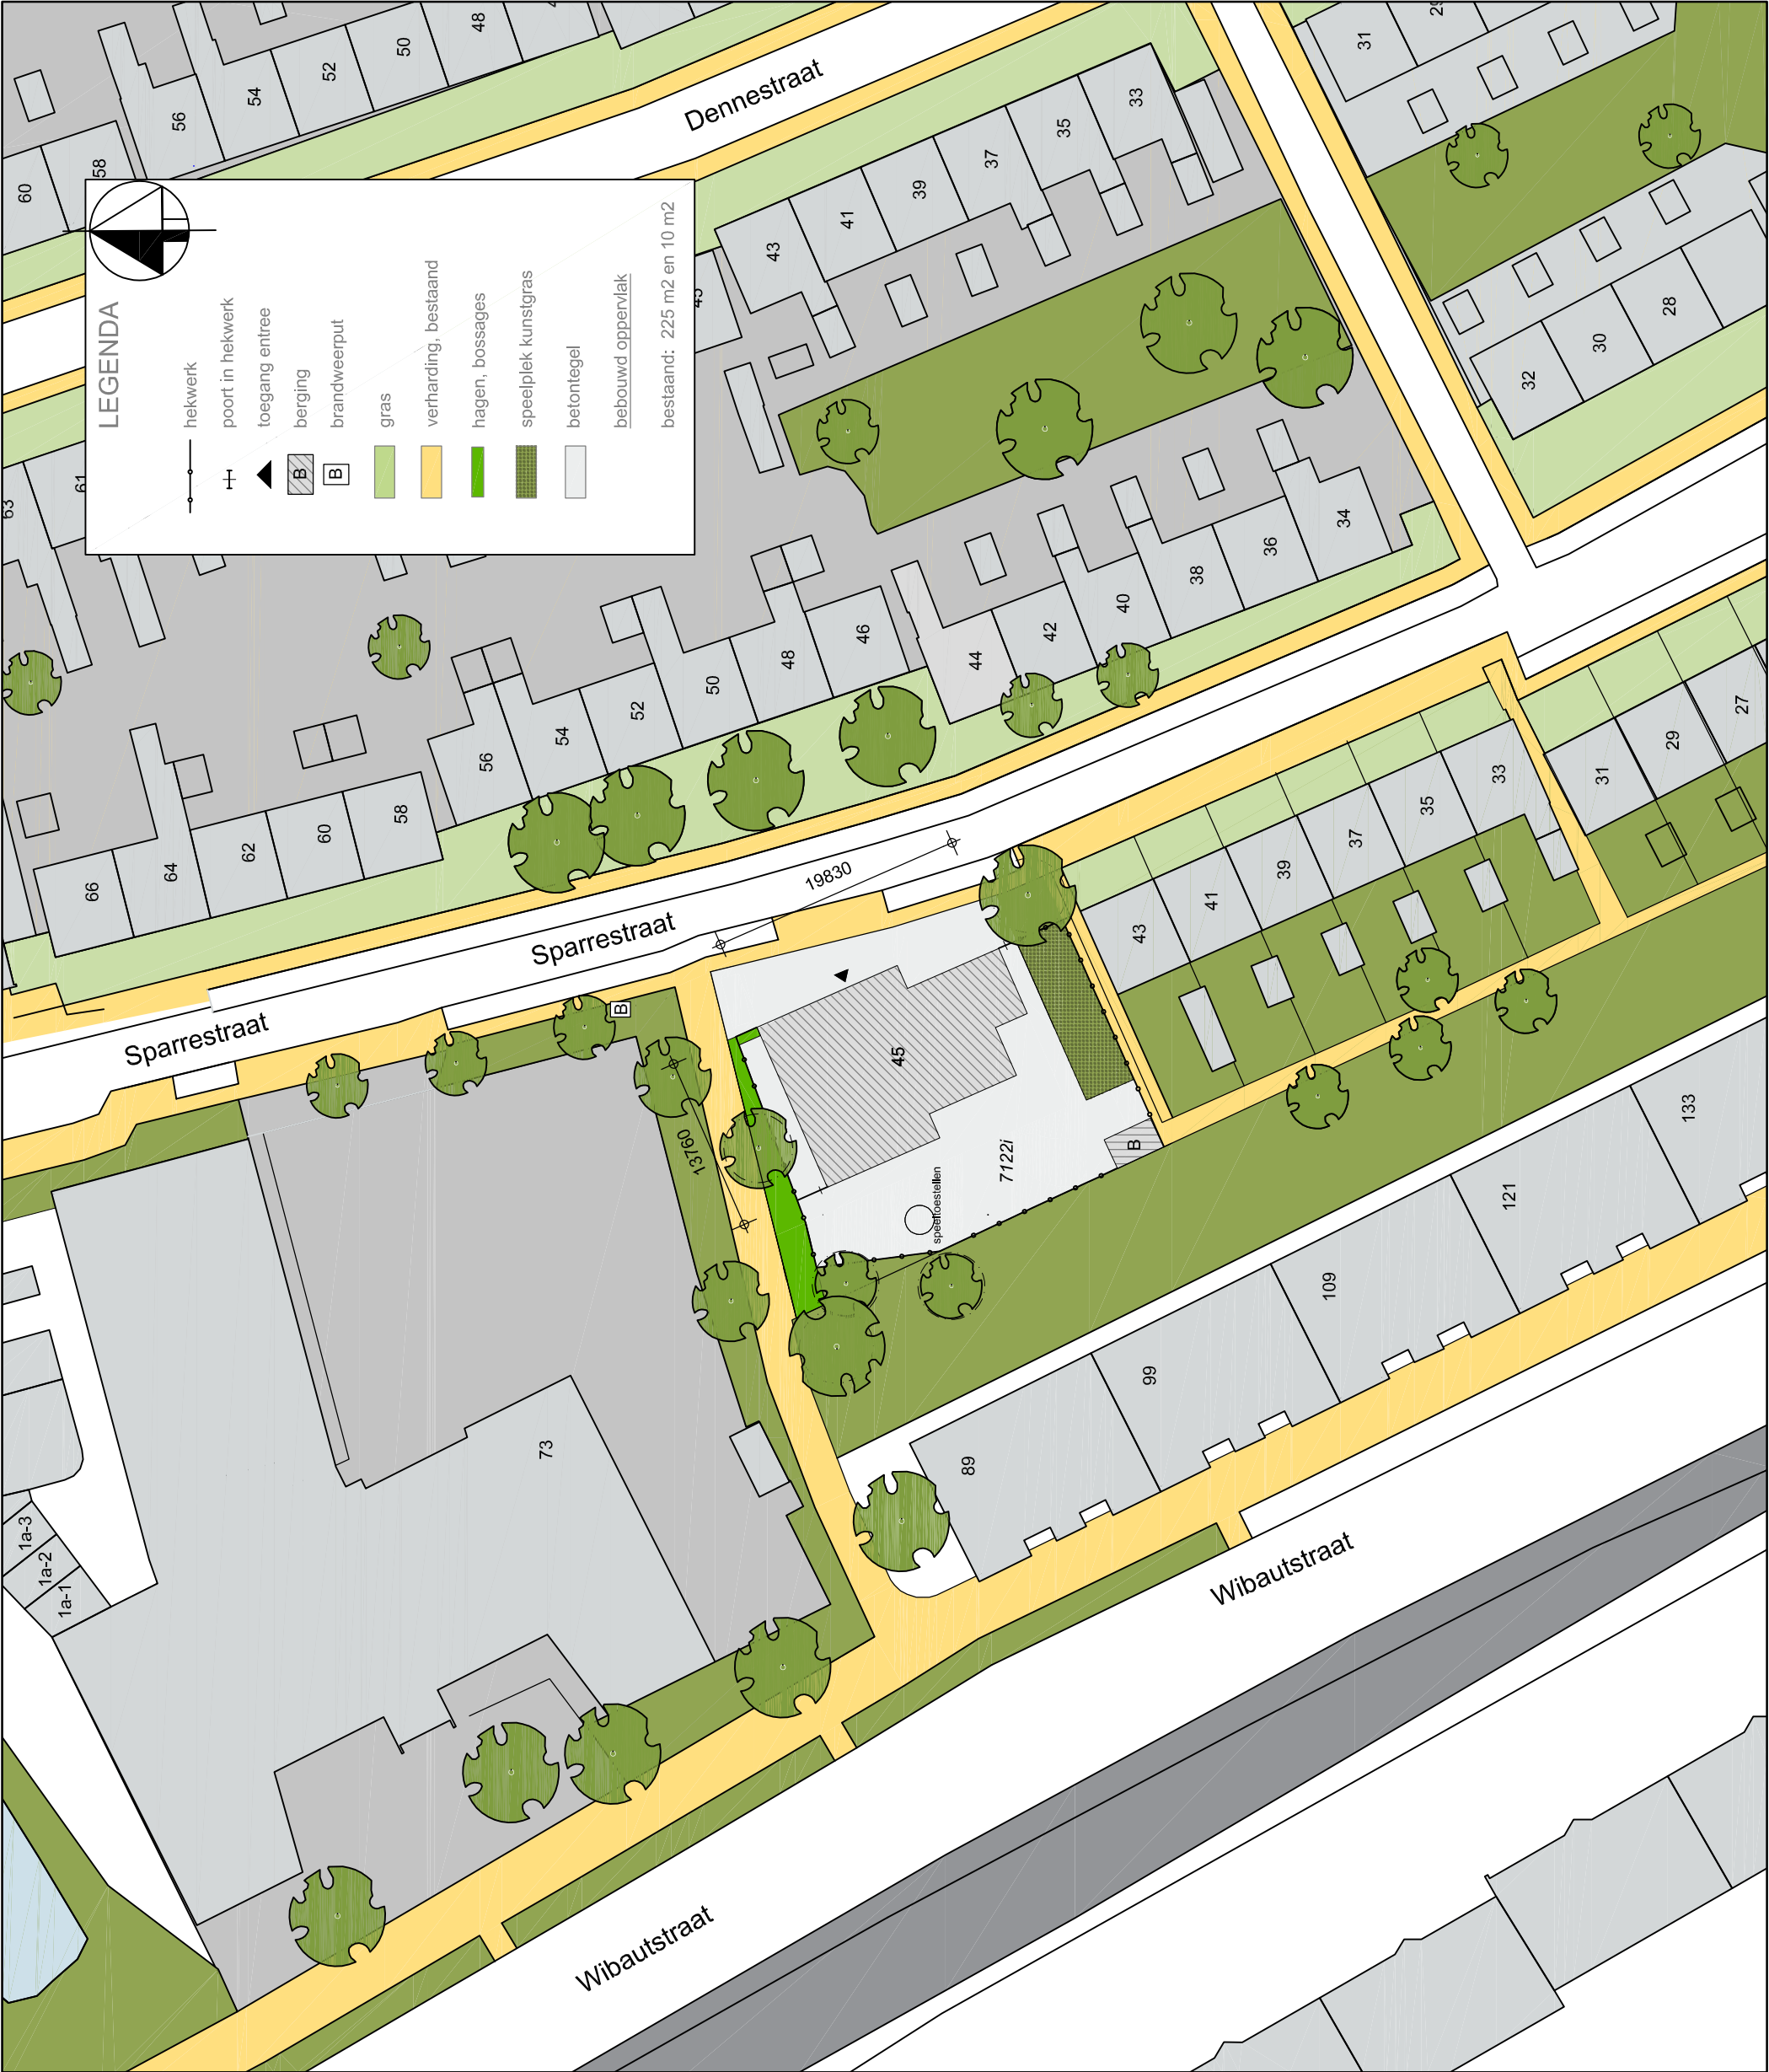 LEGENDA
hekwerk
poort in hekwerk
toegang entree
B berging
B brandweerput
gras
verharding, bestaand
hagen, bossages
speelplek kunstgras
betontegel
bebouwd oppervlak
bestaand: 225 m2 en 10 m2
Dennestraat
Sparrestraat
Sparrestraat
Wibautstraat
Wibautstraat
60
58
56
54
52
50
48
63
61
45
43
41
39
37
35
33
31
29
32
30
28
66
64
62
60
58
56
54
52
50
48
46
44
42
40
38
36
34
19830
13760
B
45
7122i
speeltoestellen
B
43
41
39
37
35
33
31
29
27
73
1a-3
1a-2
1a-1
89
99
109
121
133